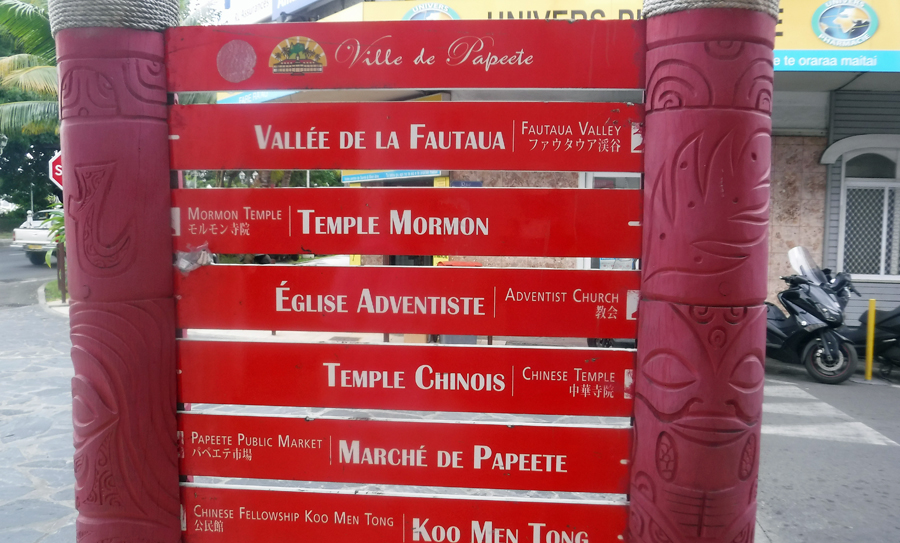 UNIVERS
PHARMACIE
te oraraa maitai
Ville de Papeete
VALLÉE DE LA FAUTAUA
FAUTAUA VALLEY
ファウタウア渓谷
MORMON TEMPLE
モルモン寺院
TEMPLE MORMON
ÉGLISE ADVENTISTE
ADVENTIST CHURCH
教会
TEMPLE CHINOIS
CHINESE TEMPLE
中華寺院
PAPEETE PUBLIC MARKET
パペエテ市場
MARCHÉ DE PAPEETE
CHINESE FELLOWSHIP KOO MEN TONG
公民館
KOO MEN TONG